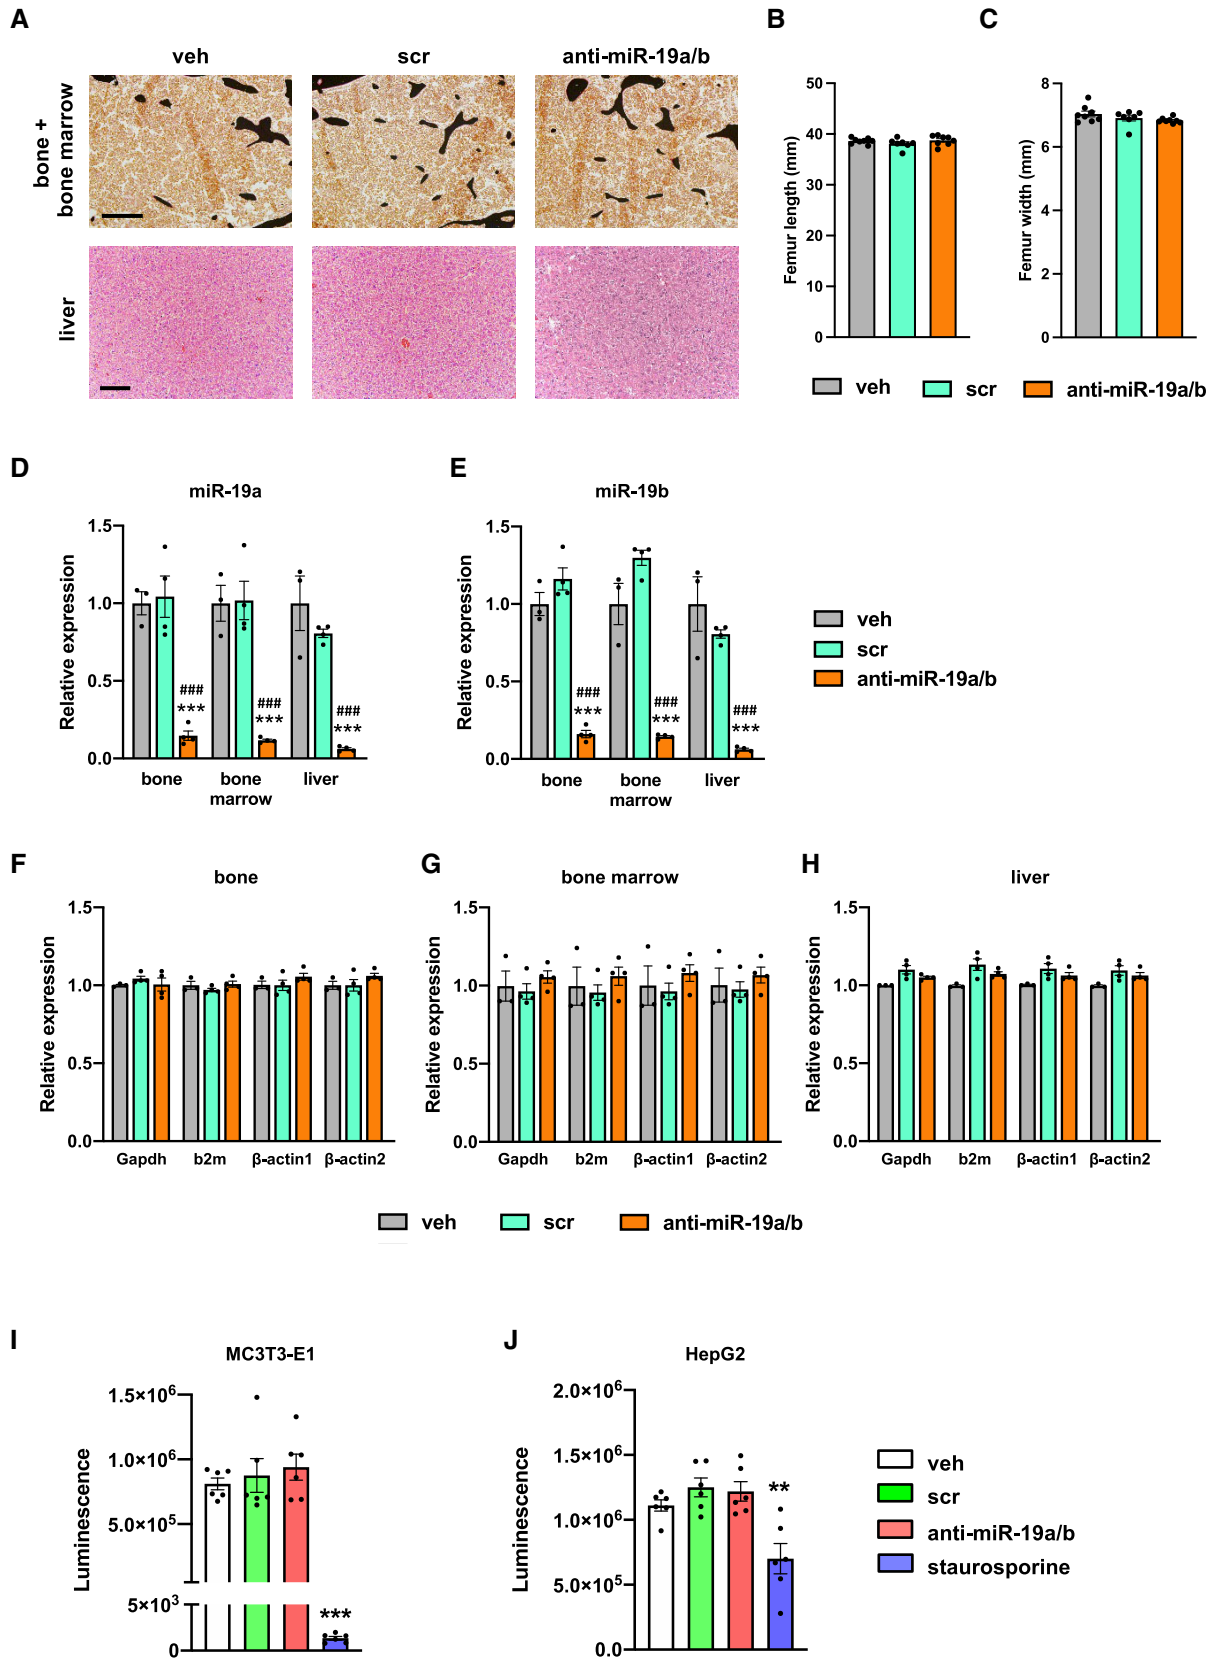 A
B
C
veh
scr
anti-miR-19a/b
bone +
bone marrow
liver
Femur length (mm)
50
40
30
20
10
0
Femur width (mm)
8
6
4
2
0
veh
scr
anti-miR-19a/b
D
miR-19a
Relative expression
1.5
1.0
0.5
0.0
###
***
###
***
###
***
bone
bone
marrow
liver
E
miR-19b
Relative expression
1.5
1.0
0.5
0.0
###
***
###
***
###
***
bone
bone
marrow
liver
veh
scr
anti-miR-19a/b
F
bone
Relative expression
1.5
1.0
0.5
0.0
Gapdh
b2m
β-actin1
β-actin2
G
bone marrow
Relative expression
1.5
1.0
0.5
0.0
Gapdh
b2m
β-actin1
β-actin2
H
liver
Relative expression
1.5
1.0
0.5
0.0
Gapdh
b2m
β-actin1
β-actin2
veh
scr
anti-miR-19a/b
I
MC3T3-E1
Luminescence
1.5×10⁶
1.0×10⁶
5.0×10⁵
5×10³
0
***
J
HepG2
Luminescence
2.0×10⁶
1.5×10⁶
1.0×10⁶
5.0×10⁵
0.0
**
veh
scr
anti-miR-19a/b
staurosporine